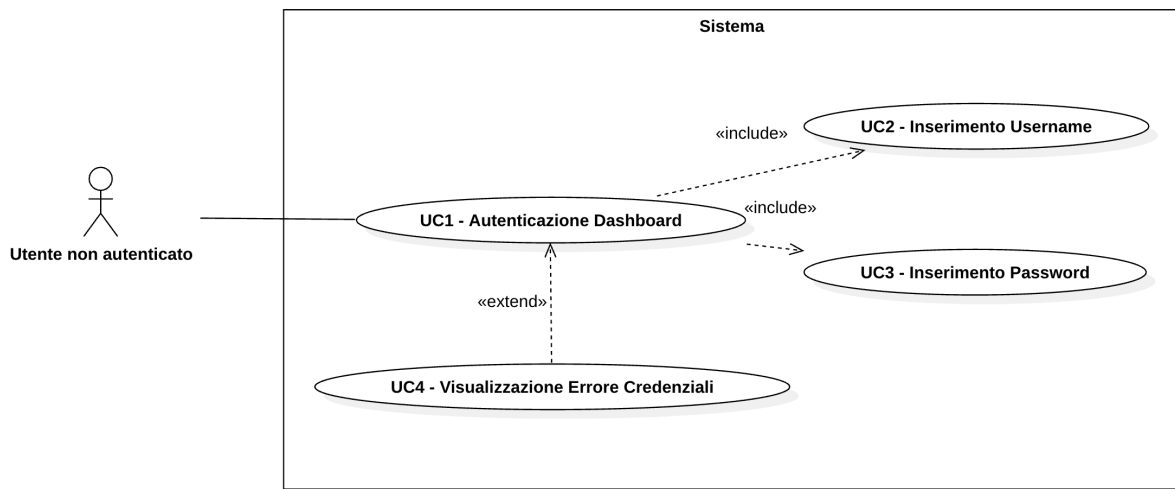 Sistema
«include»
UC2 - Inserimento Username
UC1 - Autenticazione Dashboard
«include»
Utente non autenticato
UC3 - Inserimento Password
«extend»
UC4 - Visualizzazione Errore Credenziali